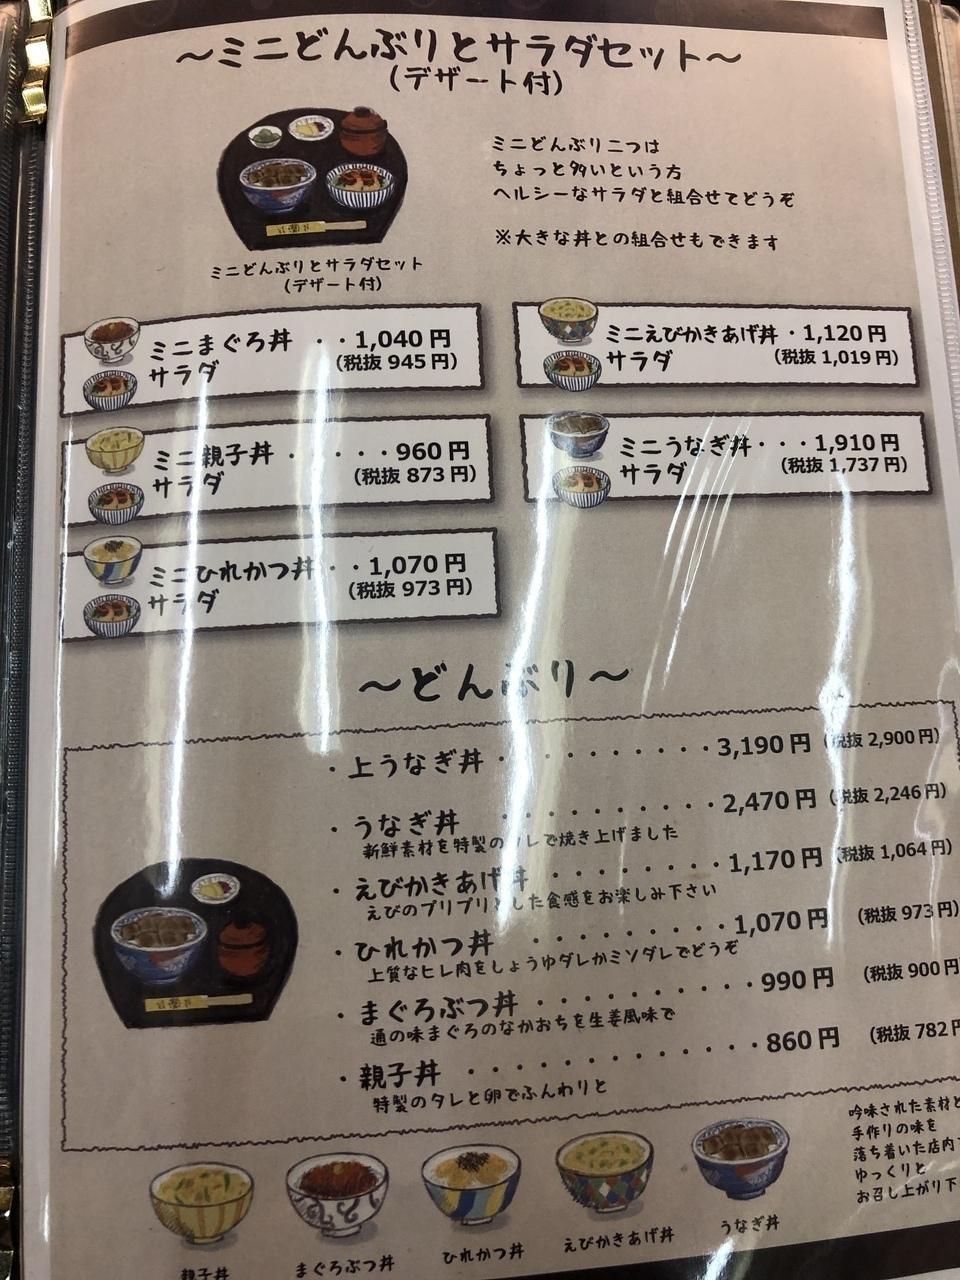 ～ミニどんぶりとサラダセット～
(デザート付)
ミニどんぶり二つは
ちょっと多いという方
ヘルシーなサラダと組合せてどうぞ
※大きな丼との組合せもできます
ミニどんぶりとサラダセット
(デザート付)
ミニまぐろ丼 ・・1,040円
サラダ (税抜 945円)
ミニ親子丼 ・・・・・960円
サラダ (税抜 873円)
ミニひれかつ丼・・1,070円
サラダ (税抜 973円)
ミニえびかきあげ丼・1,120円
サラダ (税抜 1,019円)
ミニうなぎ丼・・・1,910円
サラダ (税抜 1,737円)
～どんぶり～
・上うなぎ丼・・・・・・・・・3,190円 (税抜 2,900円)
・うなぎ丼 ・・・・・・・・2,470円 (税抜 2,246円)
新鮮素材を特製のタレで焼き上げました
・えびかきあげ丼 ・・・・・・・1,170円 (税抜 1,064円)
えびのプリプリとした食感をお楽しみ下さい
・ひれかつ丼 ・・・・・・・・・1,070円 (税抜 973円)
上質なヒレ肉をしょうゆダレかミソダレでどうぞ
・まぐろぶつ丼・・・・・・・・・・990円 (税抜 900円
通の味まぐろのなかおちを生姜風味で
・親子丼 ・・・・・・・・・・・・860円 (税抜 782円
特製のタレと卵でふんわりと
吟味された素材と
手作りの味を
落ち着いた店内で
ゆっくりと
お召し上がり下
親子丼
まぐろぶつ丼
ひれかつ丼
えびかきあげ丼
うなぎ丼